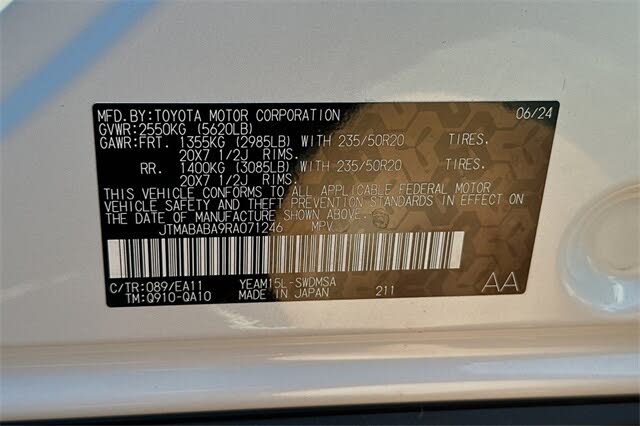 MFD. BY: TOYOTA MOTOR CORPORATION 06/24
GVWR: 2550KG (5620LB)
GAWR: FRT. 1355KG (2985LB) WITH 235/50R20 TIRES.
20X7 1/2J RIMS.
RR. 1400KG (3085LB) WITH 235/50R20 TIRES.
20X7 1/2J RIMS.
THIS VEHICLE CONFORMS TO ALL APPLICABLE FEDERAL MOTOR
VEHICLE SAFETY AND THEFT PREVENTION STANDARDS IN EFFECT ON
THE DATE OF MANUFACTURE SHOWN ABOVE.
JTMABABA9RA071246 MPV
C/TR: 089/EA11 YEAM15L-SWDMSA
TM: Q910-QA10 MADE IN JAPAN 211 AA